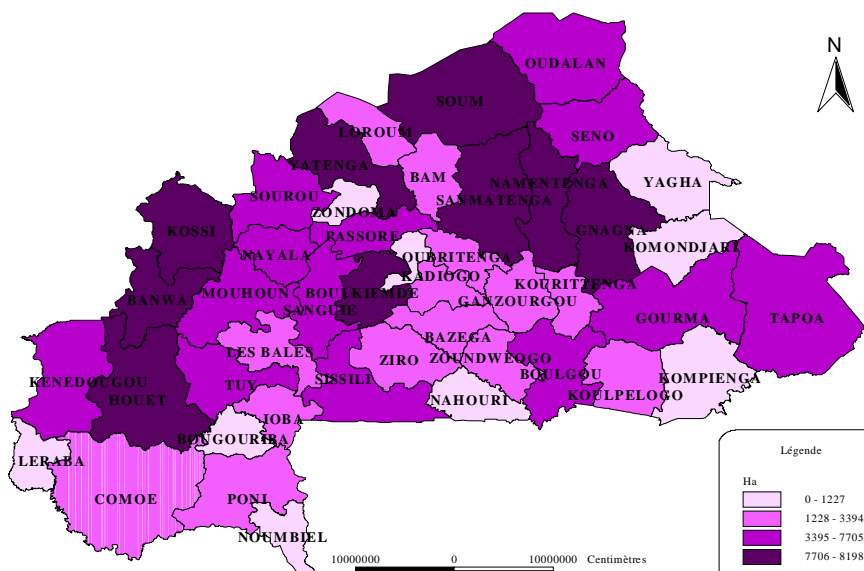 N
OUDALAN
SOUM
SENO
LOROUM
YATENGA
BAM
NAMENTENGA
YAGHA
SANMATENGA
SOUROU
ZONDOMA
KOSSI
PASSORE
GNAGNA
KOMONDJARI
NAYALA
OUBRITENGA
KADIOGO
KOURITTENGA
BANWA
MOUHOUN
BOULKIEMDE
GANZOURGOU
SANGUIE
GOURMA
TAPOA
BAZEGA
LES BALES
ZIRO
ZOUNDWEOGO
KENEDOUGOU
TUY
SISSILI
BOULGOU
KOMPIENGA
HOUET
NAHOURI
KOULPELOGO
IOBA
BOUGOURIBA
LERABA
COMOE
PONI
NOUMBIEL
Légende
Ha
0 - 1227
1228 - 3394
3395 - 7705
7706 - 8198
10000000 0 10000000 Centimètres